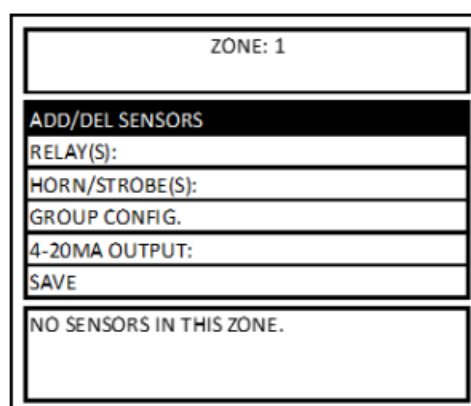 ZONE: 1
ADD/DEL SENSORS
RELAY(S):
HORN/STROBE(S):
GROUP CONFIG.
4-20MA OUTPUT:
SAVE
NO SENSORS IN THIS ZONE.